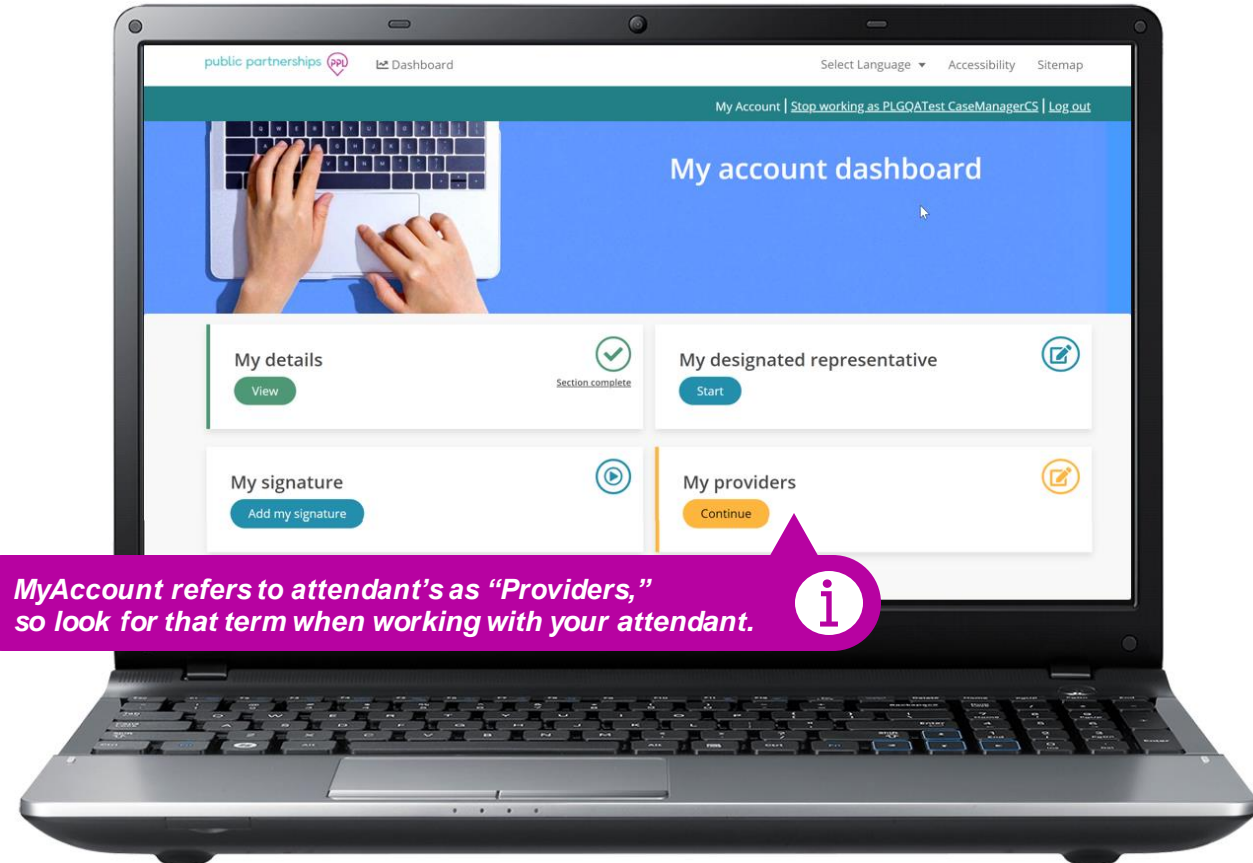 public partnerships PPL
Dashboard
Select Language Accessibility Sitemap
My Account | Stop working as PLGQATest CaseManagerCS | Log out
My account dashboard
My details
View
Section complete
My designated representative
Start
My signature
Add my signature
My providers
Continue
MyAccount refers to attendant’s as “Providers,”
so look for that term when working with your attendant.
i